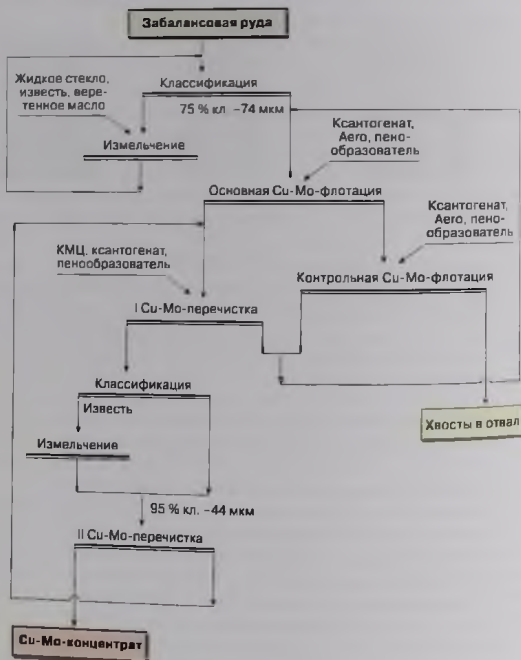 Забалансовая руда
Жидкое стекло,
известь, вере-
тенное масло
Классификация
75 % кл. -74 мкм
Измельчение
Ксантогенат,
Aero, пено-
образователь
Основная Cu-Mo-флотация
Ксантогенат,
Aero, пено-
образователь
КМЦ, ксантогенат,
пенообразователь
Контрольная Cu-Mo-флотация
I Cu-Mo-перечистка
Классификация
Известь
Хвосты в отвал
Измельчение
95 % кл. -44 мкм
II Cu-Mo-перечистка
Cu-Mo-концентрат